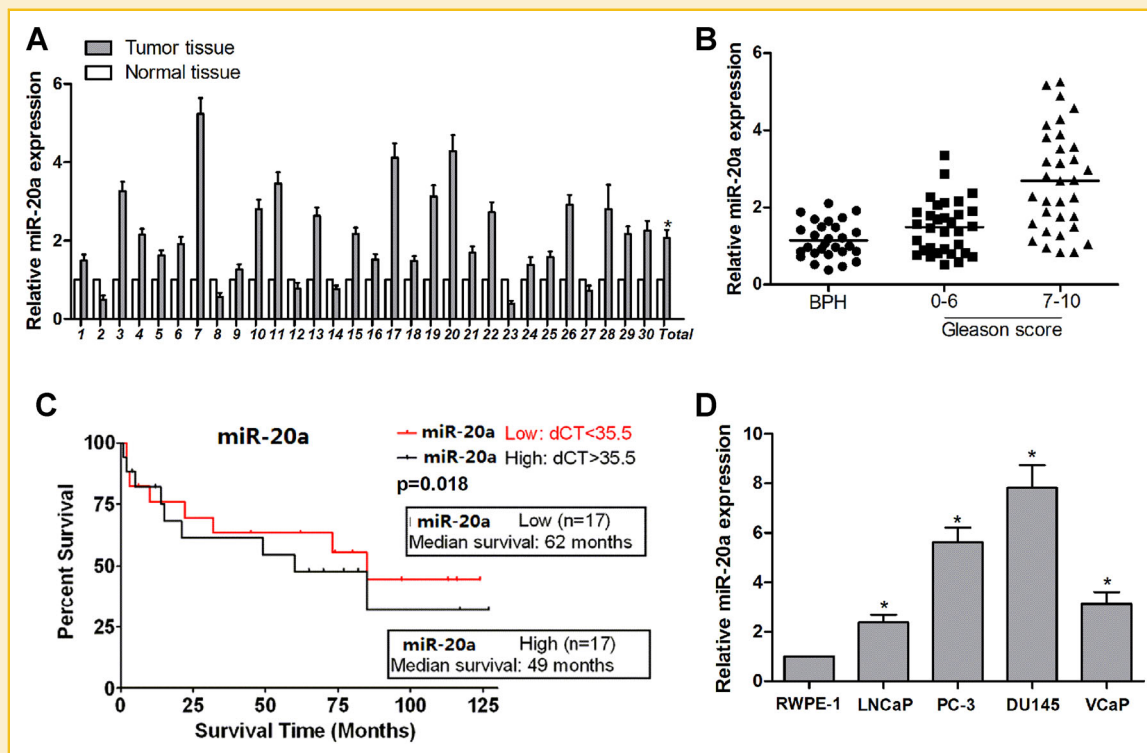 A
Tumor tissue
Normal tissue
Relative miR-20a expression
6
4
2
0
1 2 3 4 5 6 7 8 9 10 11 12 13 14 15 16 17 18 19 20 21 22 23 24 25 26 27 28 29 30 Total
*
B
Relative miR-20a expression
6
4
2
0
BPH 0-6 7-10
Gleason score
C
miR-20a
miR-20a Low: dCT<35.5
miR-20a High: dCT>35.5
p=0.018
miR-20a Low (n=17)
Median survival: 62 months
miR-20a High (n=17)
Median survival: 49 months
Percent Survival
100
75
50
25
0
0 25 50 75 100 125
Survival Time (Months)
D
Relative miR-20a expression
10
8
6
4
2
0
* * * *
RWPE-1 LNCaP PC-3 DU145 VCaP